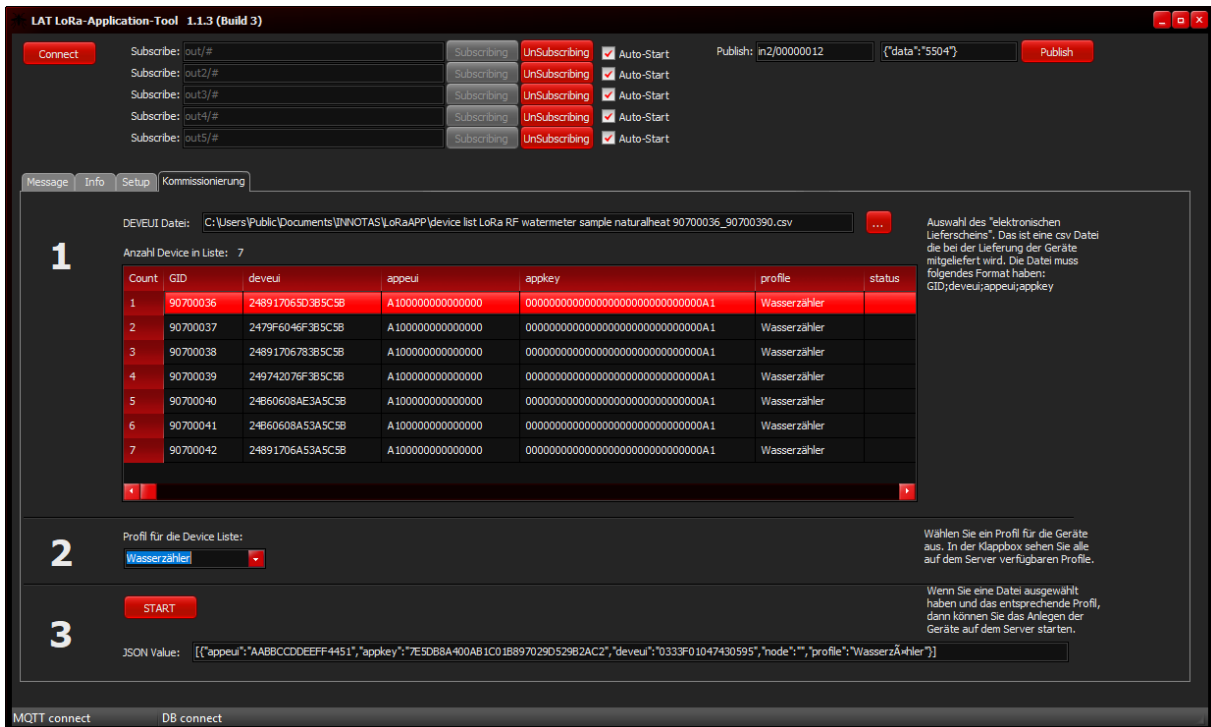 LAT LoRa-Application-Tool 1.1.3 (Build 3)
Connect Subscribe: out/# Subscribing UnSubscribing Auto-Start Publish: in2/00000012 {"data":"5504"} Publish
Subscribe: out2/# Subscribing UnSubscribing Auto-Start
Subscribe: out3/# Subscribing UnSubscribing Auto-Start
Subscribe: out4/# Subscribing UnSubscribing Auto-Start
Subscribe: out5/# Subscribing UnSubscribing Auto-Start
Message Info Setup Kommissionierung
1
DEVEUI Datei: C:\Users\Public\Documents\INNOTAS\LoRaAPP\device list LoRa RF watermeter sample naturalheat 90700036_90700390.csv ...
Anzahl Device in Liste: 7
Count GID deveui appeui appkey profile status
1 90700036 248917065D3B5C5B A100000000000000 000000000000000000000000000000A1 Wasserzähler
2 90700037 2479F6046F3B5C5B A100000000000000 000000000000000000000000000000A1 Wasserzähler
3 90700038 24891706783B5C5B A100000000000000 000000000000000000000000000000A1 Wasserzähler
4 90700039 249742076F3B5C5B A100000000000000 000000000000000000000000000000A1 Wasserzähler
5 90700040 24B60608AE3A5C5B A100000000000000 000000000000000000000000000000A1 Wasserzähler
6 90700041 24B60608A53A5C5B A100000000000000 000000000000000000000000000000A1 Wasserzähler
7 90700042 24891706A53A5C5B A100000000000000 000000000000000000000000000000A1 Wasserzähler
Auswahl des "elektronischen
Lieferscheins". Das ist eine csv Datei
die bei der Lieferung der Geräte
mitgeliefert wird. Die Datei muss
folgendes Format haben:
GID;deveui;appeui;appkey
2
Profil für die Device Liste:
Wasserzähler
Wählen Sie ein Profil für die Geräte
aus. In der Klappbox sehen Sie alle
auf dem Server verfügbaren Profile.
3
START
Wenn Sie eine Datei ausgewählt
haben und das entsprechende Profil,
dann können Sie das Anlegen der
Geräte auf dem Server starten.
JSON Value: [{"appeui":"AABBCCDDEEFF4451","appkey":"7E5DB8A400AB1C01B897029D529B2AC2","deveui":"0333F01047430595","node":"","profile":"WasserzÃ¤hler"}]
MQTT connect DB connect